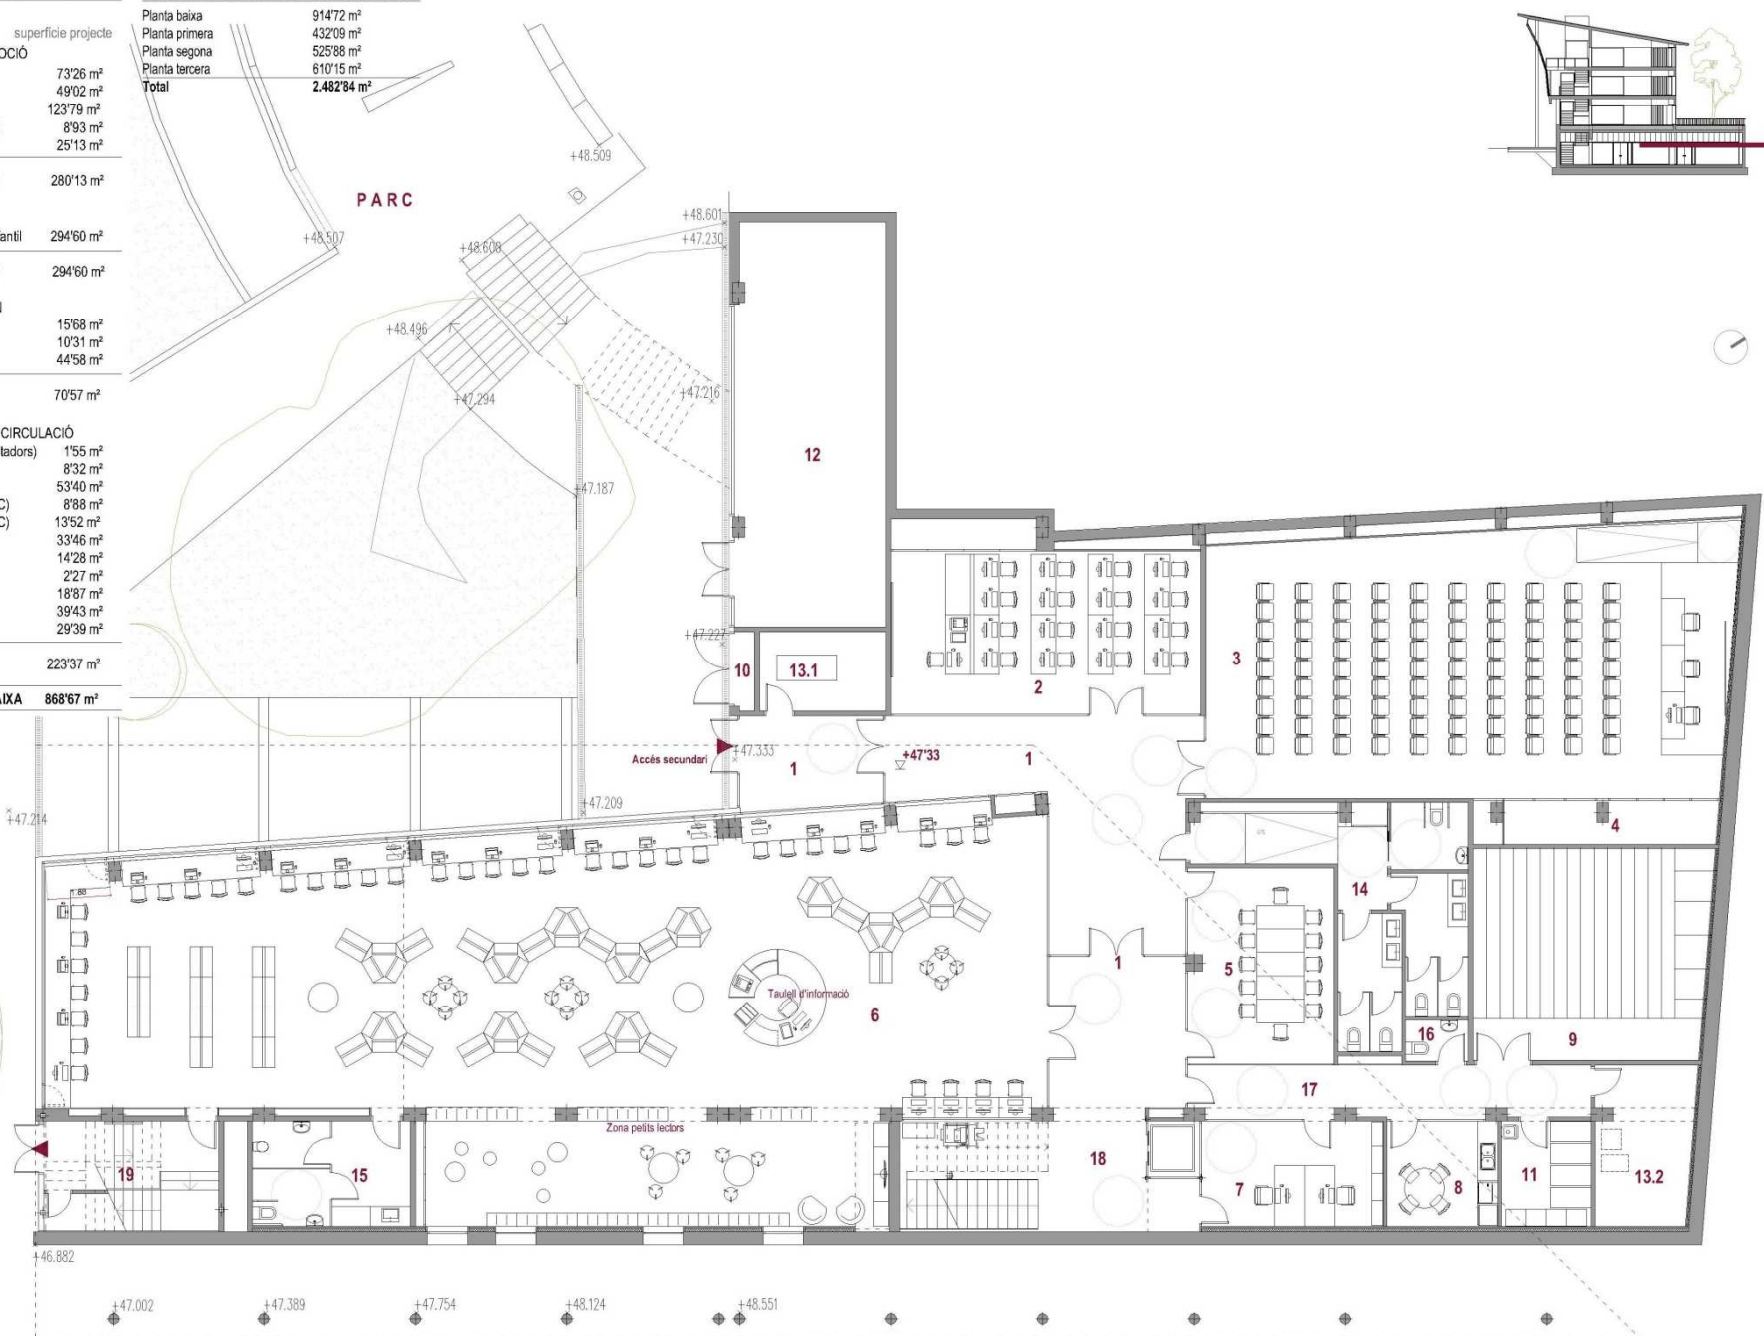 superfície projecte
OCIÓ
73'26 m²
49'02 m²
123'79 m²
8'93 m²
25'13 m²
280'13 m²
antil 294'60 m²
294'60 m²
15'68 m²
10'31 m²
44'58 m²
70'57 m²
CIRCULACIÓ
tadors) 1'55 m²
8'32 m²
53'40 m²
C) 8'88 m²
C) 13'52 m²
33'46 m²
14'28 m²
2'27 m²
18'87 m²
39'43 m²
29'39 m²
223'37 m²
AIXA 868'67 m²
Planta baixa 914'72 m²
Planta primera 432'09 m²
Planta segona 525'88 m²
Planta tercera 610'15 m²
Total 2.482'84 m²
+48.509
PARC
+48.601
+47.230
+48.507
+48.608
+48.496
+47.216
+47.294
12
+47.187
+47.227
10
13.1
2
3
Accés secundari
+47.333
+47'33
1
1
+47.209
+47.214
4
1.88
14
5
1
Taulell d'informació
6
16
9
17
Zona petits lectors
19
15
18
7
8
11
13.2
+46.882
+47.002
+47.389
+47.754
+48.124
+48.551